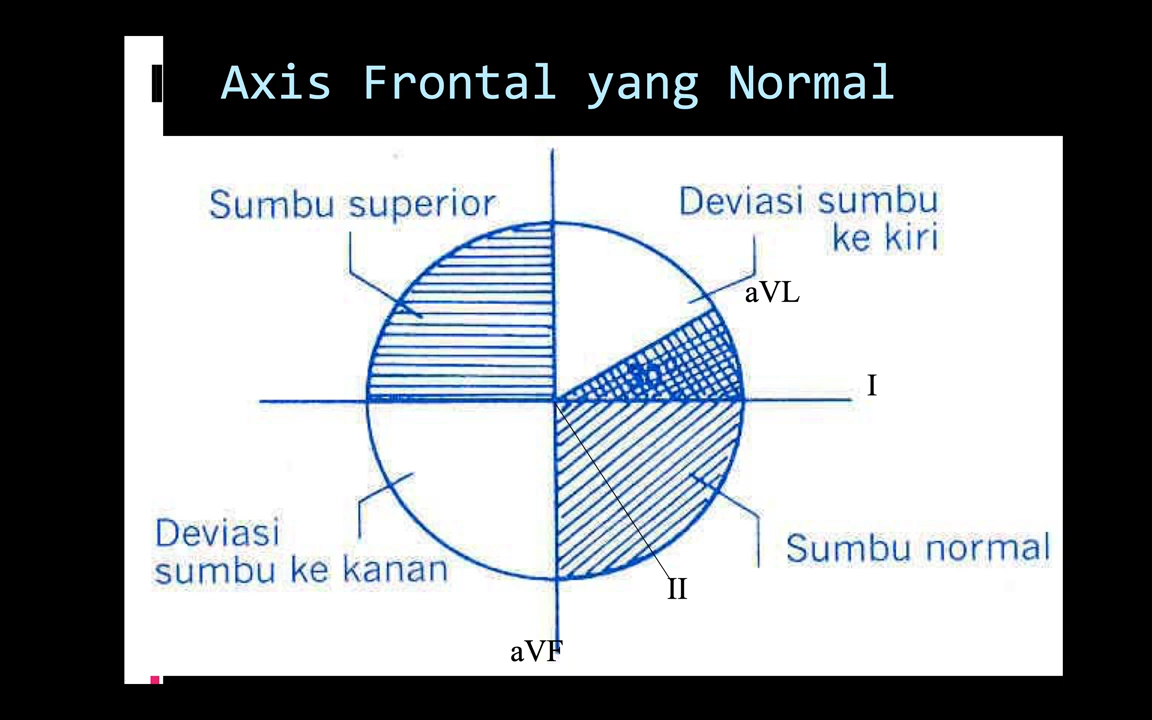 Axis Frontal yang Normal
Sumbu superior
Deviasi sumbu
ke kiri
aVL
30°
I
Deviasi
sumbu ke kanan
Sumbu normal
II
aVF